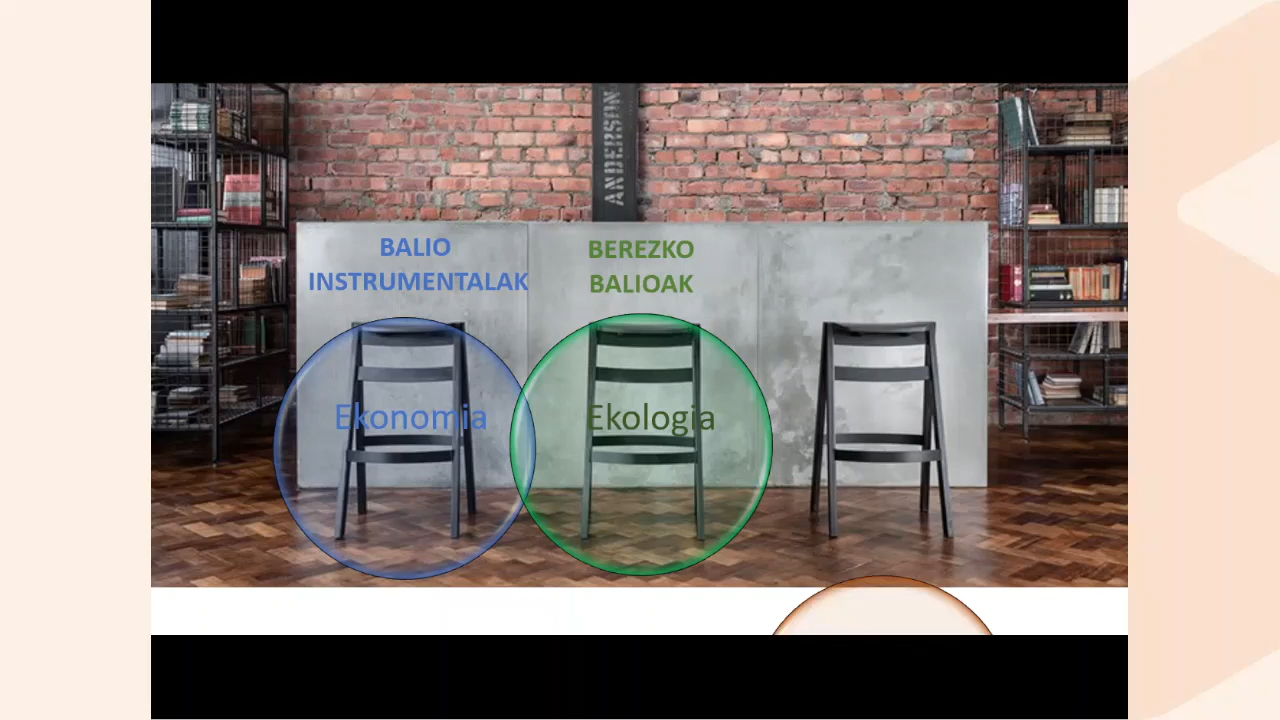 ANDERSON
BALIO
INSTRUMENTALAK
BEREZKO
BALIOAK
Ekonomia
Ekologia